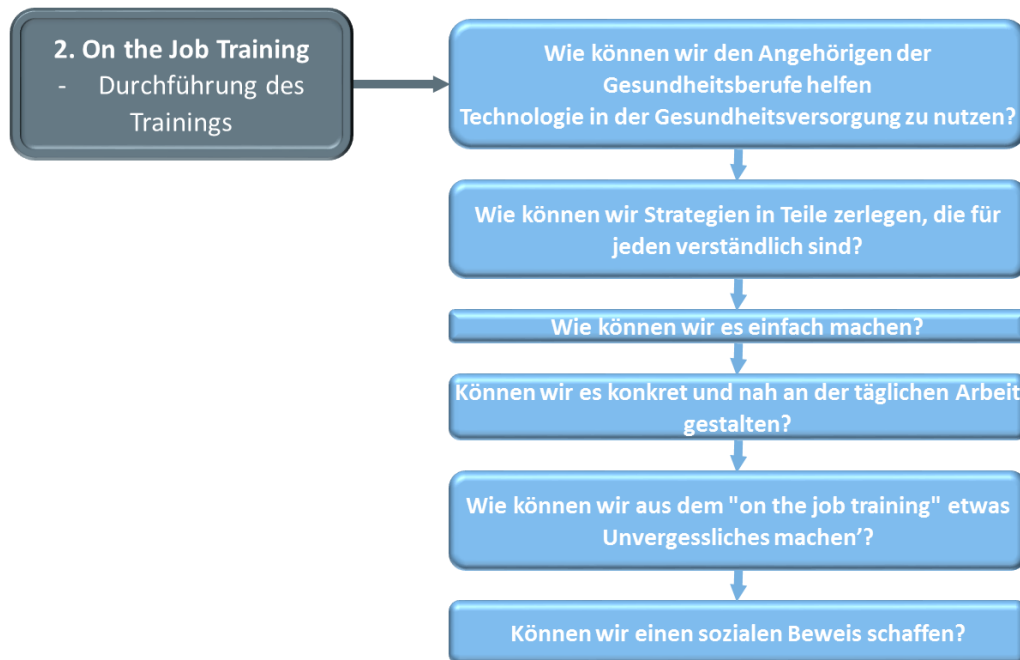 2. On the Job Training
- Durchführung des
Trainings
Wie können wir den Angehörigen der
Gesundheitsberufe helfen
Technologie in der Gesundheitsversorgung zu nutzen?
Wie können wir Strategien in Teile zerlegen, die für
jeden verständlich sind?
Wie können wir es einfach machen?
Können wir es konkret und nah an der täglichen Arbeit
gestalten?
Wie können wir aus dem "on the job training" etwas
Unvergessliches machen’?
Können wir einen sozialen Beweis schaffen?